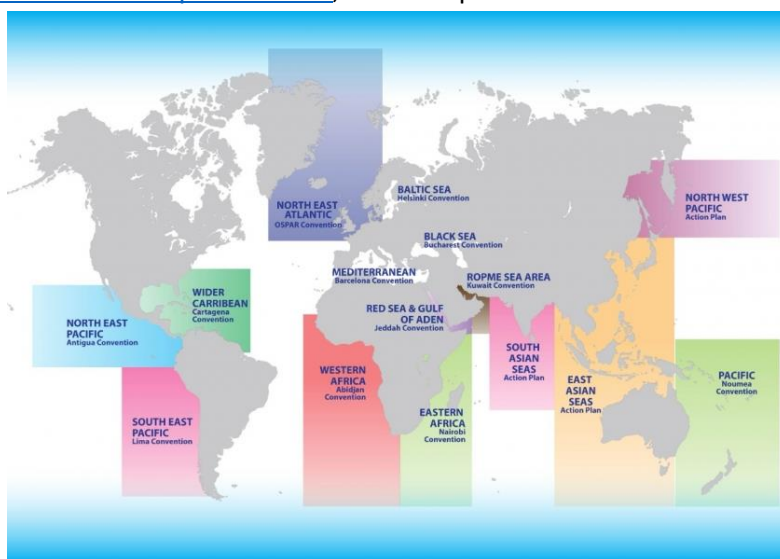 NORTH EAST
ATLANTIC
OSPAR Convention
BALTIC SEA
Helsinki Convention
NORTH WEST
PACIFIC
Action Plan
BLACK SEA
Bucharest Convention
MEDITERRANEAN
Barcelona Convention
ROPME SEA AREA
Kuwait Convention
WIDER
CARRIBEAN
Cartagena
Convention
RED SEA & GULF
OF ADEN
Jeddah Convention
NORTH EAST
PACIFIC
Antigua Convention
SOUTH
ASIAN
SEAS
Action Plan
WESTERN
AFRICA
Abidjan
Convention
EAST
ASIAN
SEAS
Action Plan
PACIFIC
Noumea
Convention
EASTERN
AFRICA
Nairobi
Convention
SOUTH EAST
PACIFIC
Lima Convention